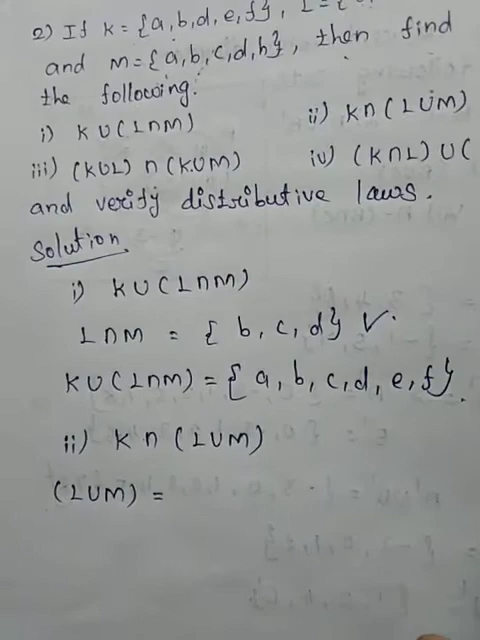 2) If K = {a,b,d,e,f}, L = {
and M = {a,b,c,d,h}, then find
the following:
i) K ∪ (L ∩ M)
ii) K ∩ (L ∪ M)
iii) (K ∪ L) ∩ (K ∪ M)
iv) (K ∩ L) ∪ (
and verify distributive laws.
Solution
i) K ∪ (L ∩ M)
L ∩ M = { b, c, d} ✓.
K ∪ (L ∩ M) = { a, b, c, d, e, f}.
ii) K ∩ (L ∪ M)
(L ∪ M) =